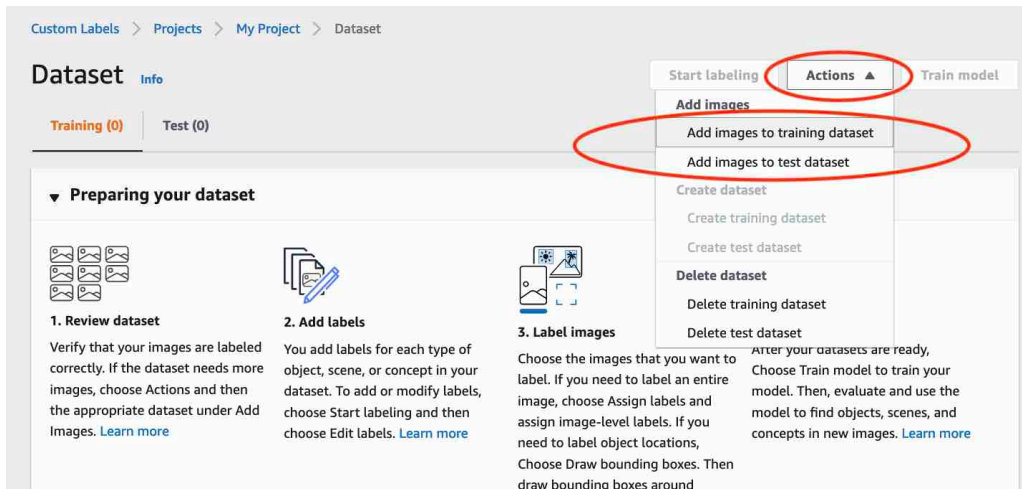 Custom Labels > Projects > My Project > Dataset
Dataset Info
Start labeling
Actions ▲
Train model
Training (0)
Test (0)
Add images
Add images to training dataset
Add images to test dataset
Create dataset
Create training dataset
Create test dataset
Delete dataset
Delete training dataset
Delete test dataset
▼ Preparing your dataset
1. Review dataset
Verify that your images are labeled
correctly. If the dataset needs more
images, choose Actions and then
the appropriate dataset under Add
Images. Learn more
2. Add labels
You add labels for each type of
object, scene, or concept in your
dataset. To add or modify labels,
choose Start labeling and then
choose Edit labels. Learn more
3. Label images
Choose the images that you want to
label. If you need to label an entire
image, choose Assign labels and
assign image-level labels. If you
need to label object locations,
Choose Draw bounding boxes. Then
draw bounding boxes around
After your datasets are ready,
Choose Train model to train your
model. Then, evaluate and use the
model to find objects, scenes, and
concepts in new images. Learn more